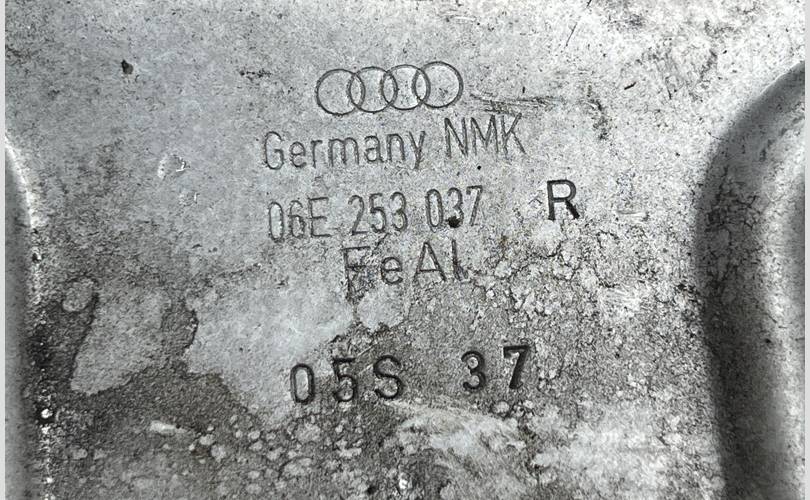 Germany NMK
06E 253 037 R
FeAl
05S 37